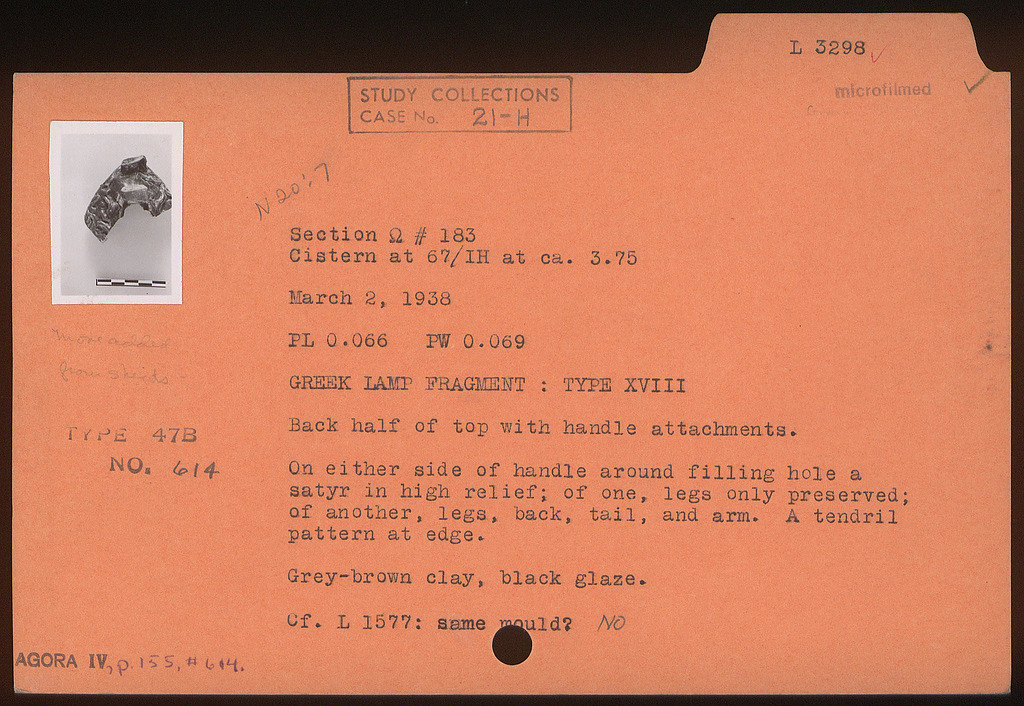 L 3298
microfilmed
STUDY COLLECTIONS
CASE No. 21-H
N20:7
Section Ω # 183
Cistern at 67/IH at ca. 3.75
March 2, 1938
PL 0.066 PW 0.069
More added
from sherds-
GREEK LAMP FRAGMENT : TYPE XVIII
Back half of top with handle attachments.
TYPE 47B
NO. 614
On either side of handle around filling hole a
satyr in high relief; of one, legs only preserved;
of another, legs, back, tail, and arm. A tendril
pattern at edge.
Grey-brown clay, black glaze.
Cf. L 1577: same mould? NO
AGORA IV, p.155, #614.